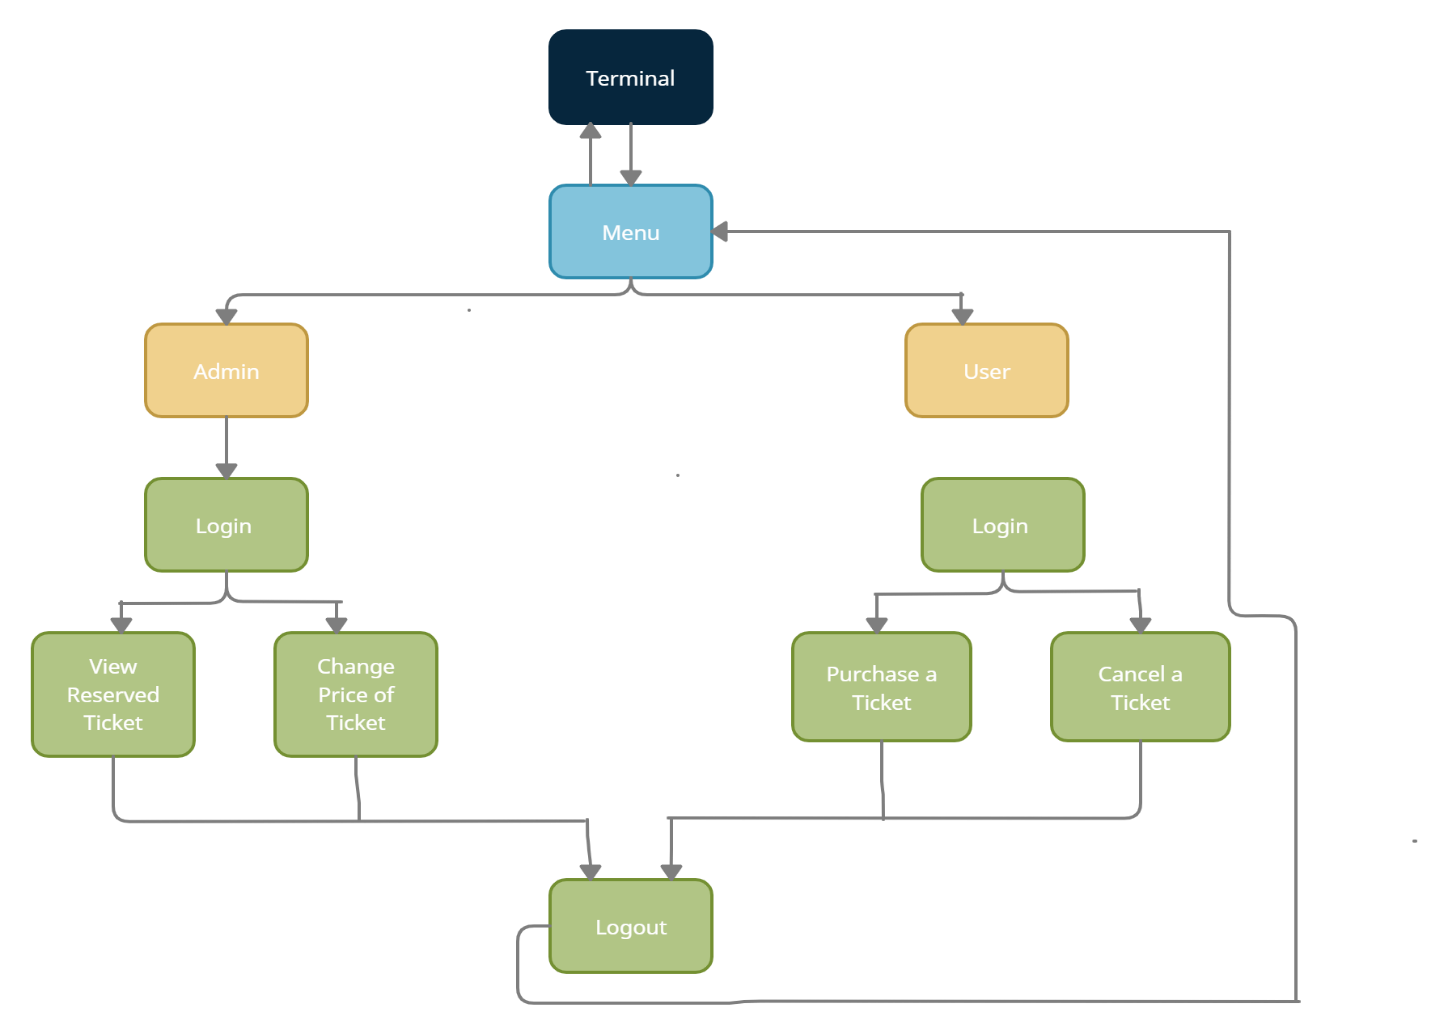 Terminal
Menu
Admin
User
Login
Login
View
Reserved
Ticket
Change
Price of
Ticket
Purchase a
Ticket
Cancel a
Ticket
Logout